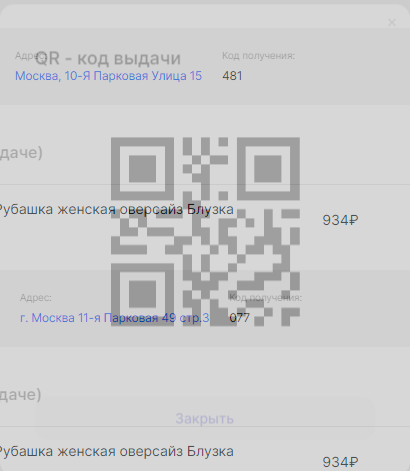 QR - код выдачи
Адрес: Код получения:
Москва, 10-Я Парковая Улица 15 481
даче)
Рубашка женская оверсайз Блузка
934₽
Адрес: Код получения:
г. Москва 11-я Парковая 49 стр.3 077
даче)
Закрыть
Рубашка женская оверсайз Блузка
934₽